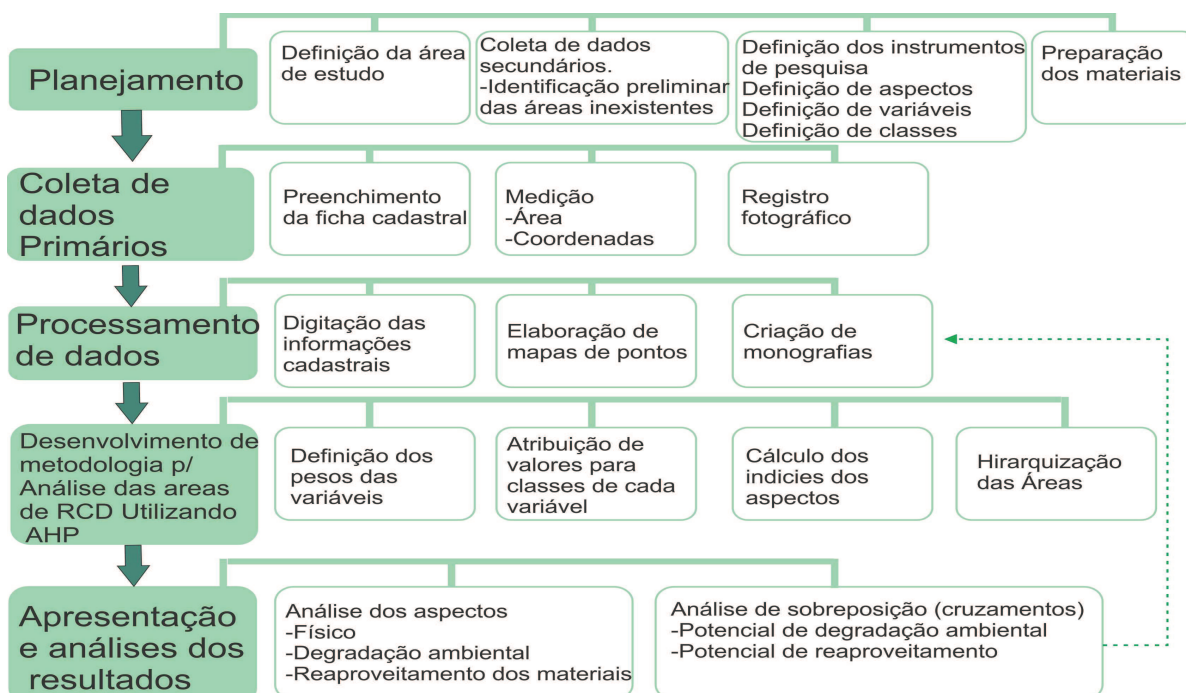 Planejamento
Definição da área
de estudo
Coleta de dados
secundários.
-Identificação preliminar
das áreas inexistentes
Definição dos instrumentos
de pesquisa
Definição de aspectos
Definição de variáveis
Definição de classes
Preparação
dos materiais
Coleta de
dados
Primários
Preenchimento
da ficha cadastral
Medição
-Área
-Coordenadas
Registro
fotográfico
Processamento
de dados
Digitação das
informações
cadastrais
Elaboração de
mapas de pontos
Criação de
monografias
Desenvolvimento de
metodologia p/
Análise das areas
de RCD Utilizando
AHP
Definição dos
pesos das
variáveis
Atribuição de
valores para
classes de cada
variável
Cálculo dos
indicies dos
aspectos
Hirarquização
das Áreas
Apresentação
e análises dos
resultados
Análise dos aspectos
-Físico
-Degradação ambiental
-Reaproveitamento dos materiais
Análise de sobreposição (cruzamentos)
-Potencial de degradação ambiental
-Potencial de reaproveitamento